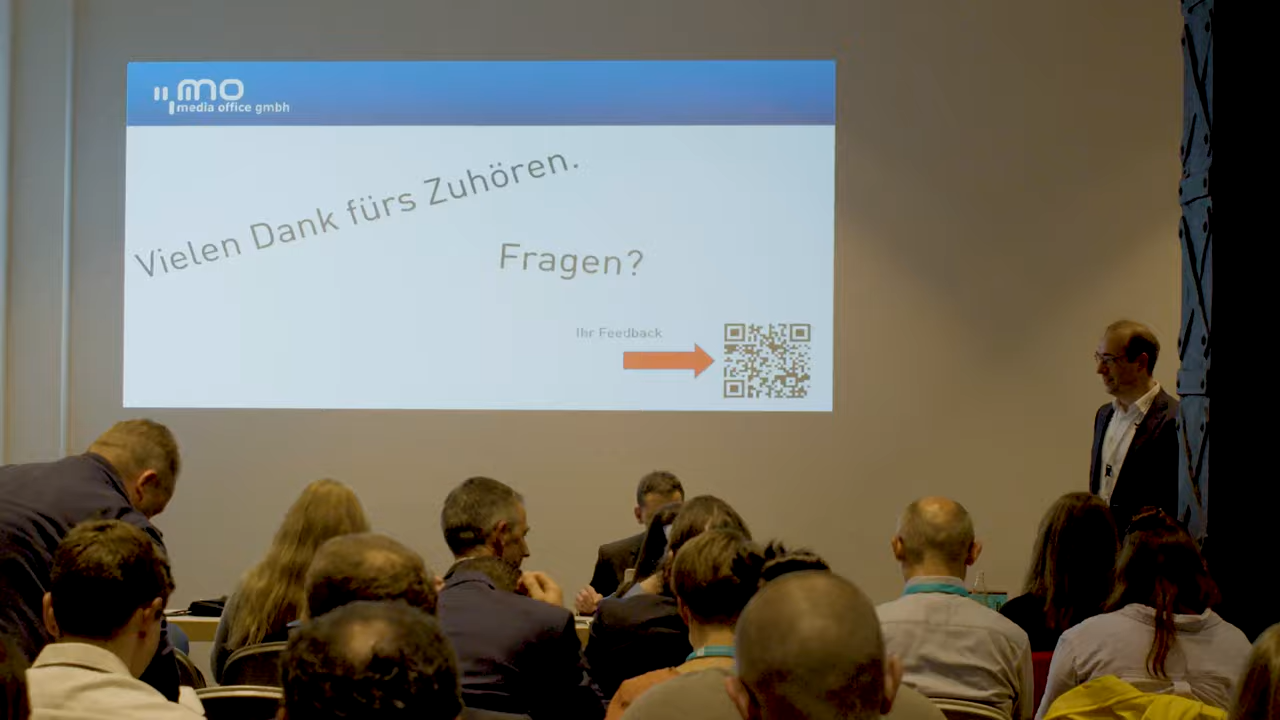 mo
media office gmbh
Vielen Dank fürs Zuhören.
Fragen?
Ihr Feedback